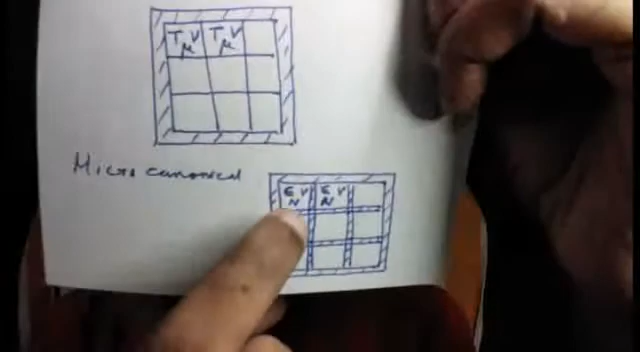 T V T V
μ μ
Micro canonical
E V E V
N N